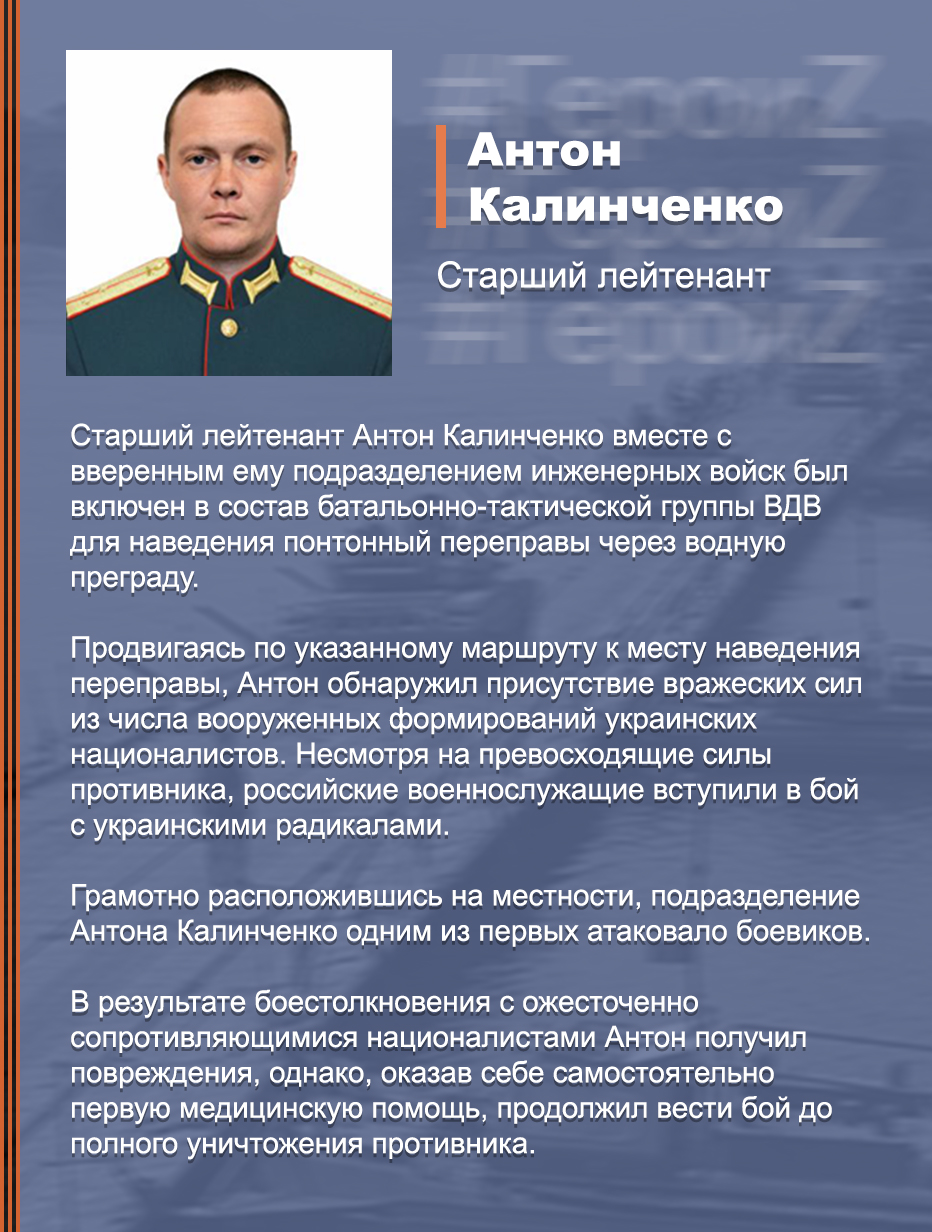 #ГероиZ
#ГероиZ
#ГероиZ
Антон
Калинченко
Старший лейтенант
Старший лейтенант Антон Калинченко вместе с
вверенным ему подразделением инженерных войск был
включен в состав батальонно-тактической группы ВДВ
для наведения понтонный переправы через водную
преграду.
Продвигаясь по указанному маршруту к месту наведения
переправы, Антон обнаружил присутствие вражеских сил
из числа вооруженных формирований украинских
националистов. Несмотря на превосходящие силы
противника, российские военнослужащие вступили в бой
с украинскими радикалами.
Грамотно расположившись на местности, подразделение
Антона Калинченко одним из первых атаковало боевиков.
В результате боестолкновения с ожесточенно
сопротивляющимися националистами Антон получил
повреждения, однако, оказав себе самостоятельно
первую медицинскую помощь, продолжил вести бой до
полного уничтожения противника.